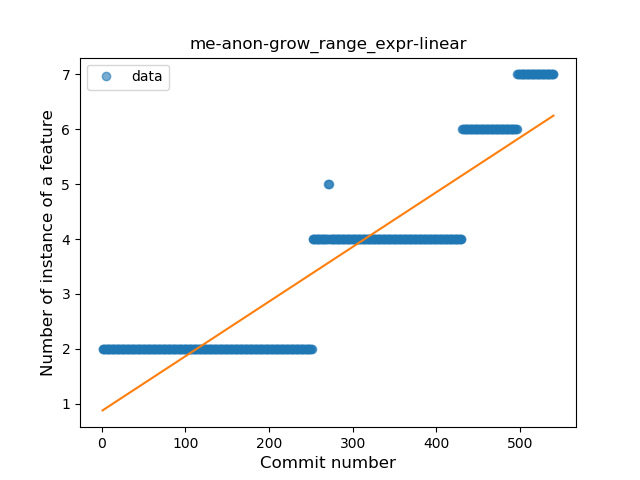 me-anon-grow_range_expr-linear
data
Number of instance of a feature
7
6
5
4
3
2
1
0 100 200 300 400 500
Commit number